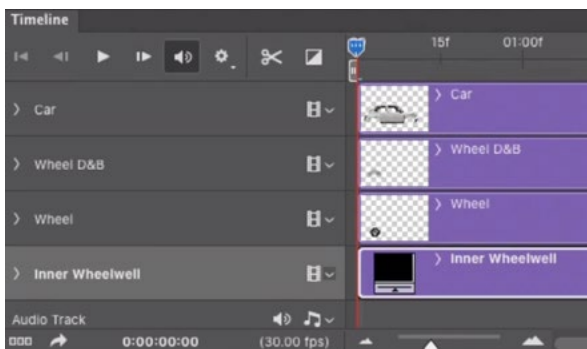 Timeline
15f 01:00f
Car
Car
Wheel D&B
Wheel D&B
Wheel
Wheel
Inner Wheelwell
Inner Wheelwell
Audio Track
0:00:00:00 (30.00 fps)